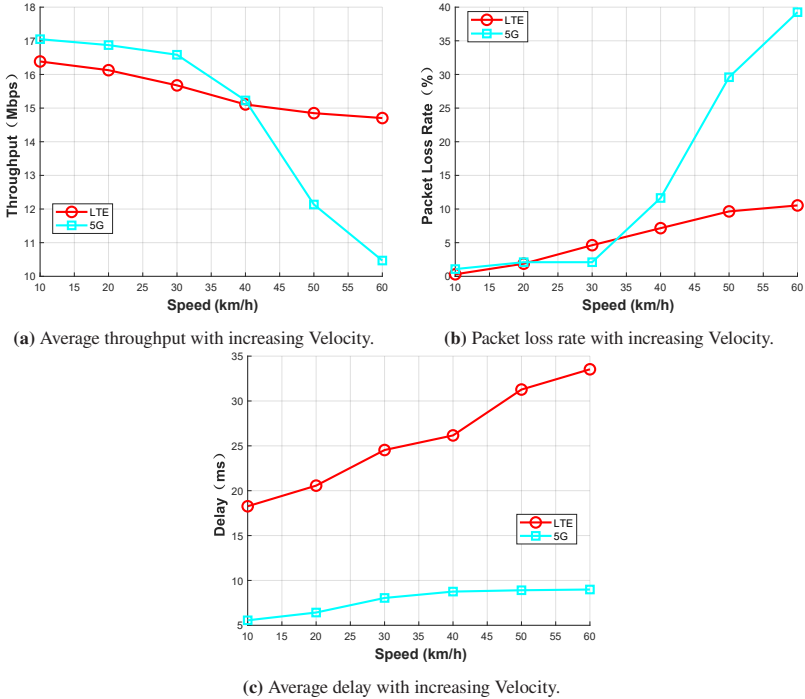 18
17
16
15
14
13
12
11
10
Throughput（Mbps）
LTE
5G
10 15 20 25 30 35 40 45 50 55 60
Speed (km/h)
(a) Average throughput with increasing Velocity.
40
35
30
25
20
15
10
5
0
Packet Loss Rate（%）
LTE
5G
10 15 20 25 30 35 40 45 50 55 60
Speed (km/h)
(b) Packet loss rate with increasing Velocity.
35
30
25
20
15
10
5
Delay（ms）
LTE
5G
10 15 20 25 30 35 40 45 50 55 60
Speed (km/h)
(c) Average delay with increasing Velocity.